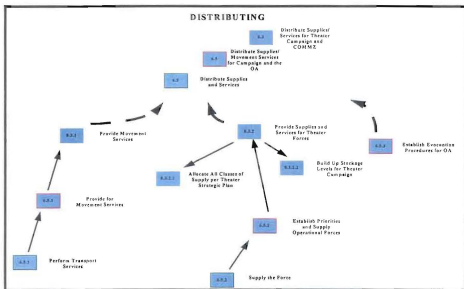 DISTRIBUTING
Distribute Supplies/
Services for Theater
Campaign and
COMMZ
Distribute Supplies/
Movement Services
for Campaign and the
OA
Distribute Supplies
and Services
Provide Movement
Services
Provide Supplies and
Services for Theater
Forces
Establish Evacuation
Procedures for OA
Allocate All Classes of
Supply per Theater
Strategic Plan
Build Up Storage
Levels for Theater
Campaign
Provide for
Movement Services
Establish Priorities
and Supply
Operational Forces
Perform Transport
Services
Supply the Force